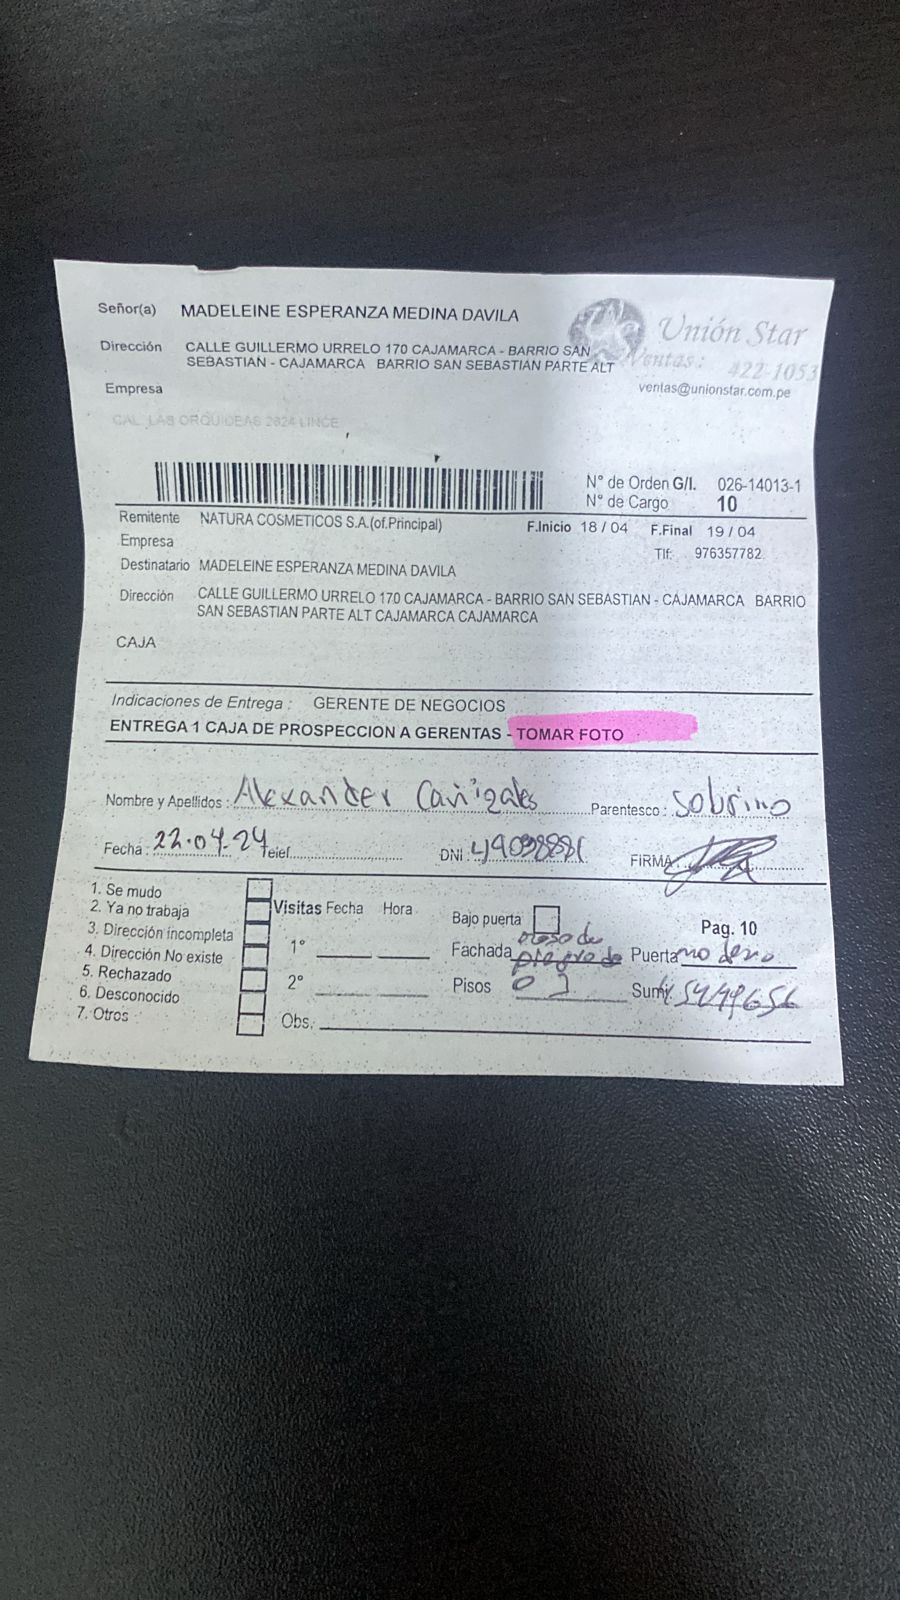 Señor(a) MADELEINE ESPERANZA MEDINA DAVILA
Unión Star
Dirección CALLE GUILLERMO URRELO 170 CAJAMARCA - BARRIO SAN
SEBASTIAN - CAJAMARCA BARRIO SAN SEBASTIAN PARTE ALT
Ventas: 422-1053
Empresa
ventas@unionstar.com.pe
CAL. LAS ORQUIDEAS 2624 LINCE
N° de Orden G/I. 026-14013-1
N° de Cargo 10
Remitente NATURA COSMETICOS S.A.(of.Principal) F.Inicio 18 / 04 F.Final 19 / 04
Empresa Tlf: 976357782
Destinatario MADELEINE ESPERANZA MEDINA DAVILA
Dirección CALLE GUILLERMO URRELO 170 CAJAMARCA - BARRIO SAN SEBASTIAN - CAJAMARCA BARRIO
SAN SEBASTIAN PARTE ALT CAJAMARCA CAJAMARCA
CAJA
Indicaciones de Entrega : GERENTE DE NEGOCIOS
ENTREGA 1 CAJA DE PROSPECCION A GERENTAS - TOMAR FOTO
Nombre y Apellidos : Alexander Cañizales Parentesco : Sobrino
Fecha : 22.04.24 Telef. DNI : FIRMA
1. Se mudo
2. Ya no trabaja
3. Dirección incompleta
4. Dirección No existe
5. Rechazado
6. Desconocido
7. Otros
Visitas Fecha Hora
1°
2°
Obs.
Bajo puerta Pag. 10
Fachada Puerta
Pisos 03 Sum